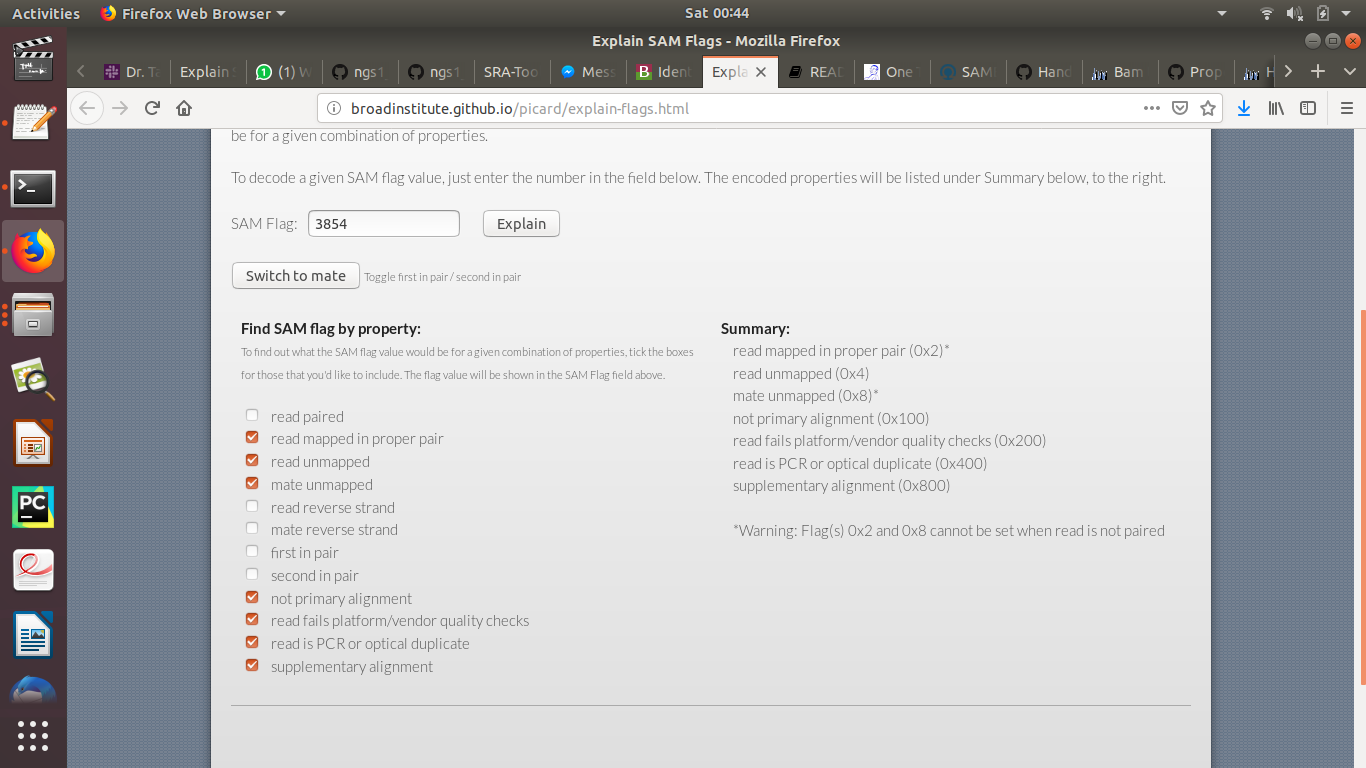 Activities Firefox Web Browser Sat 00:44
Explain SAM Flags - Mozilla Firefox
Dr. Ta Explain S (1) W ngs1_ ngs1_ SRA-Too Mess Ident Expla READ One T SAM Hand Bam Prop H
broadinstitute.github.io/picard/explain-flags.html
be for a given combination of properties.
To decode a given SAM flag value, just enter the number in the field below. The encoded properties will be listed under Summary below, to the right.
SAM Flag: 3854 Explain
Switch to mate Toggle first in pair / second in pair
Find SAM flag by property:
To find out what the SAM flag value would be for a given combination of properties, tick the boxes
for those that you'd like to include. The flag value will be shown in the SAM Flag field above.
read paired
read mapped in proper pair
read unmapped
mate unmapped
read reverse strand
mate reverse strand
first in pair
second in pair
not primary alignment
read fails platform/vendor quality checks
read is PCR or optical duplicate
supplementary alignment
Summary:
read mapped in proper pair (0x2)*
read unmapped (0x4)
mate unmapped (0x8)*
not primary alignment (0x100)
read fails platform/vendor quality checks (0x200)
read is PCR or optical duplicate (0x400)
supplementary alignment (0x800)
*Warning: Flag(s) 0x2 and 0x8 cannot be set when read is not paired